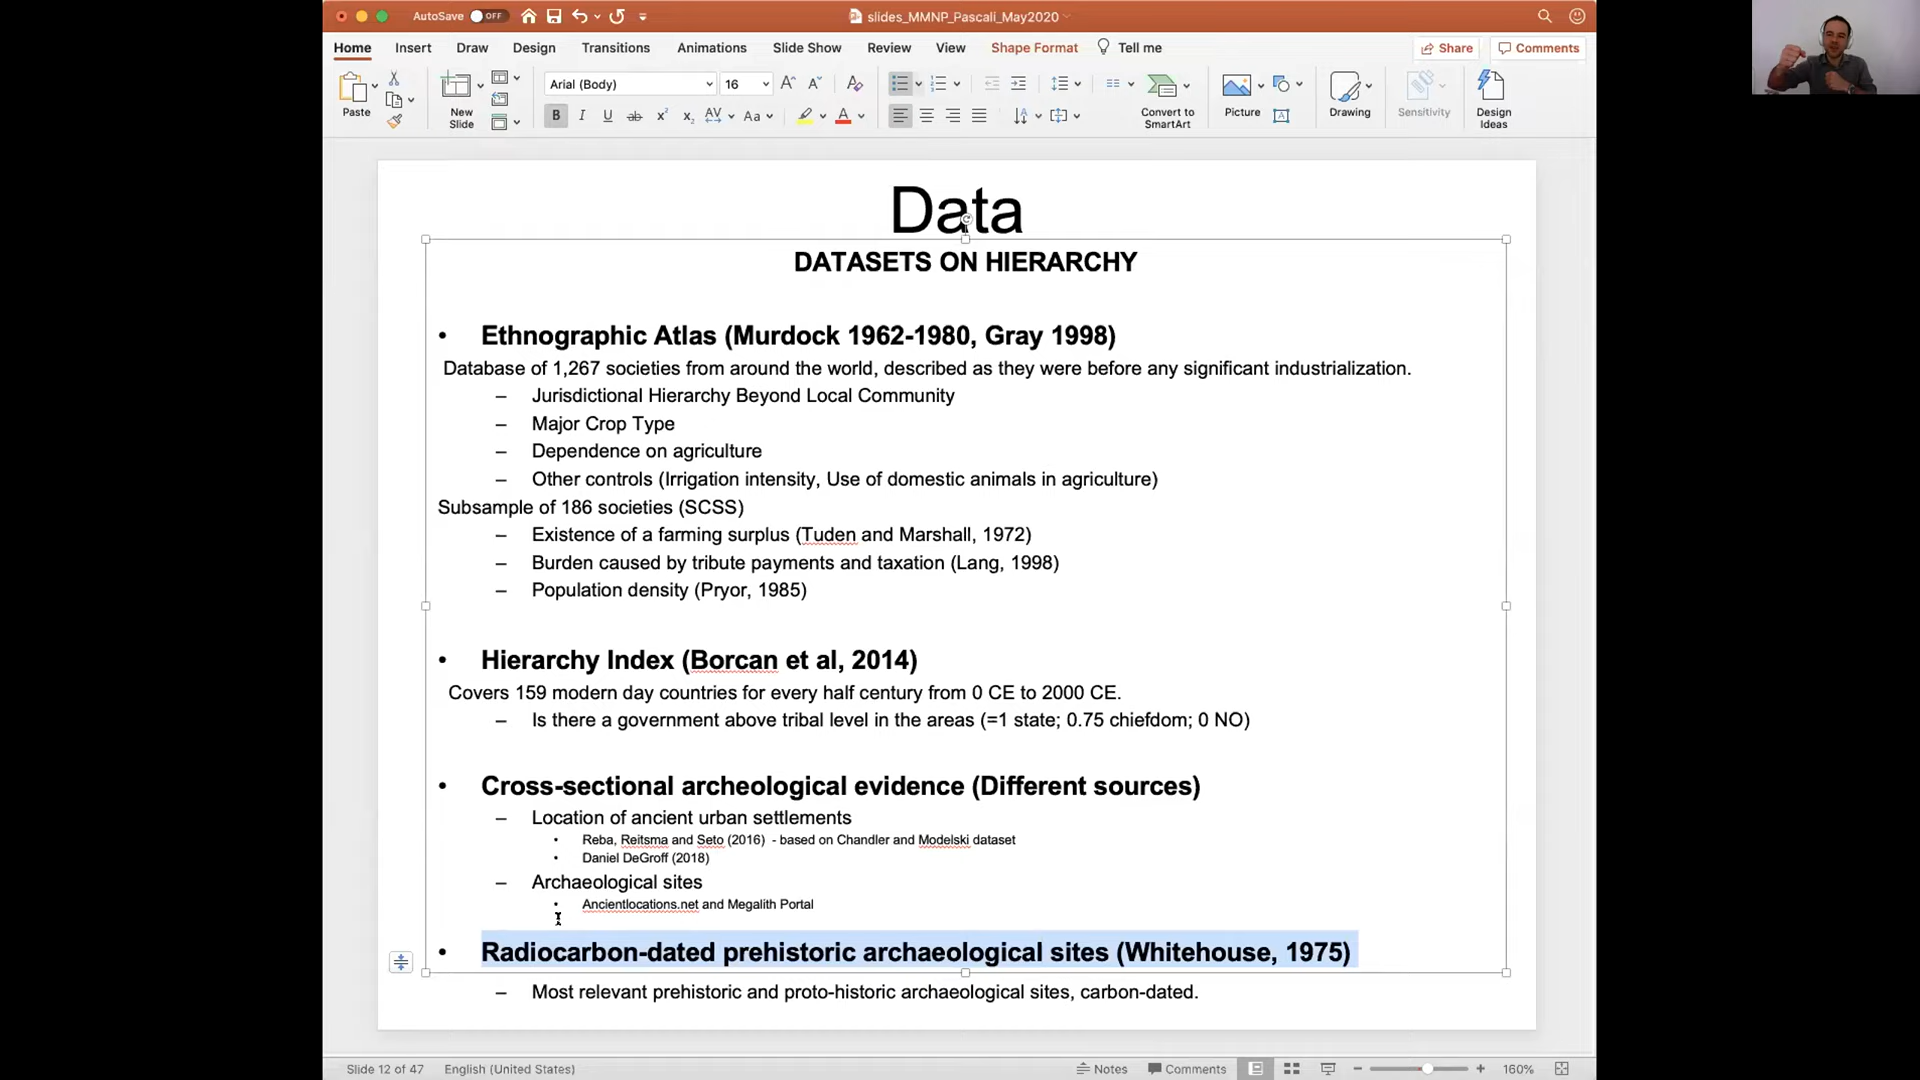 AutoSave OFF
slides_MMNP_Pascali_May2020
Home Insert Draw Design Transitions Animations Slide Show Review View Shape Format Tell me
Share Comments
Paste
New
Slide
Arial (Body) 16
B I U ab x² x₂ AV Aa A
Convert to
SmartArt
Picture
Drawing
Sensitivity
Design
Ideas
Data
DATASETS ON HIERARCHY
• Ethnographic Atlas (Murdock 1962-1980, Gray 1998)
Database of 1,267 societies from around the world, described as they were before any significant industrialization.
– Jurisdictional Hierarchy Beyond Local Community
– Major Crop Type
– Dependence on agriculture
– Other controls (Irrigation intensity, Use of domestic animals in agriculture)
Subsample of 186 societies (SCSS)
– Existence of a farming surplus (Tuden and Marshall, 1972)
– Burden caused by tribute payments and taxation (Lang, 1998)
– Population density (Pryor, 1985)
• Hierarchy Index (Borcan et al, 2014)
Covers 159 modern day countries for every half century from 0 CE to 2000 CE.
– Is there a government above tribal level in the areas (=1 state; 0.75 chiefdom; 0 NO)
• Cross-sectional archeological evidence (Different sources)
– Location of ancient urban settlements
• Reba, Reitsma and Seto (2016) - based on Chandler and Modelski dataset
• Daniel DeGroff (2018)
– Archaeological sites
• Ancientlocations.net and Megalith Portal
• Radiocarbon-dated prehistoric archaeological sites (Whitehouse, 1975)
– Most relevant prehistoric and proto-historic archaeological sites, carbon-dated.
Slide 12 of 47 English (United States) Notes Comments 160%